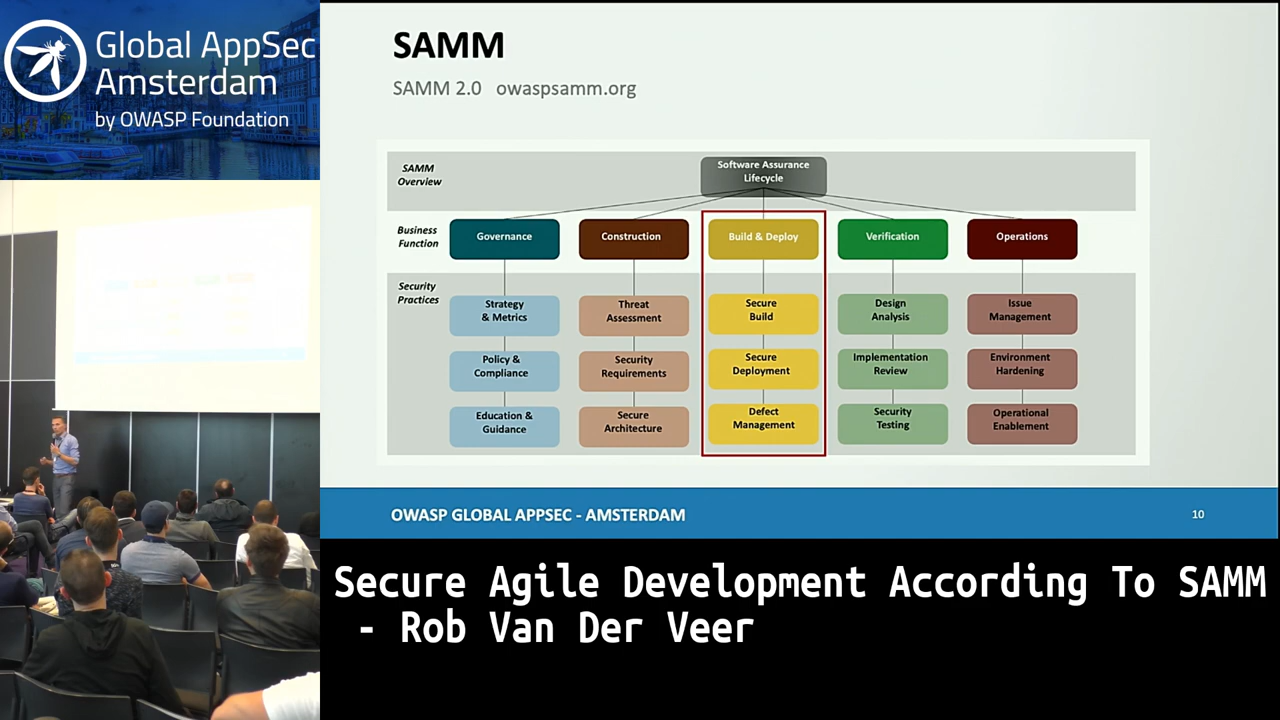 Global AppSec
Amsterdam
by OWASP Foundation
SAMM
SAMM 2.0 owaspsamm.org
SAMM
Overview
Software Assurance
Lifecycle
Business
Function
Governance
Construction
Build & Deploy
Verification
Operations
Security
Practices
Strategy
& Metrics
Threat
Assessment
Secure
Build
Design
Analysis
Issue
Management
Policy &
Compliance
Security
Requirements
Secure
Deployment
Implementation
Review
Environment
Hardening
Education &
Guidance
Secure
Architecture
Defect
Management
Security
Testing
Operational
Enablement
OWASP GLOBAL APPSEC - AMSTERDAM
10
Secure Agile Development According To SAMM
- Rob Van Der Veer